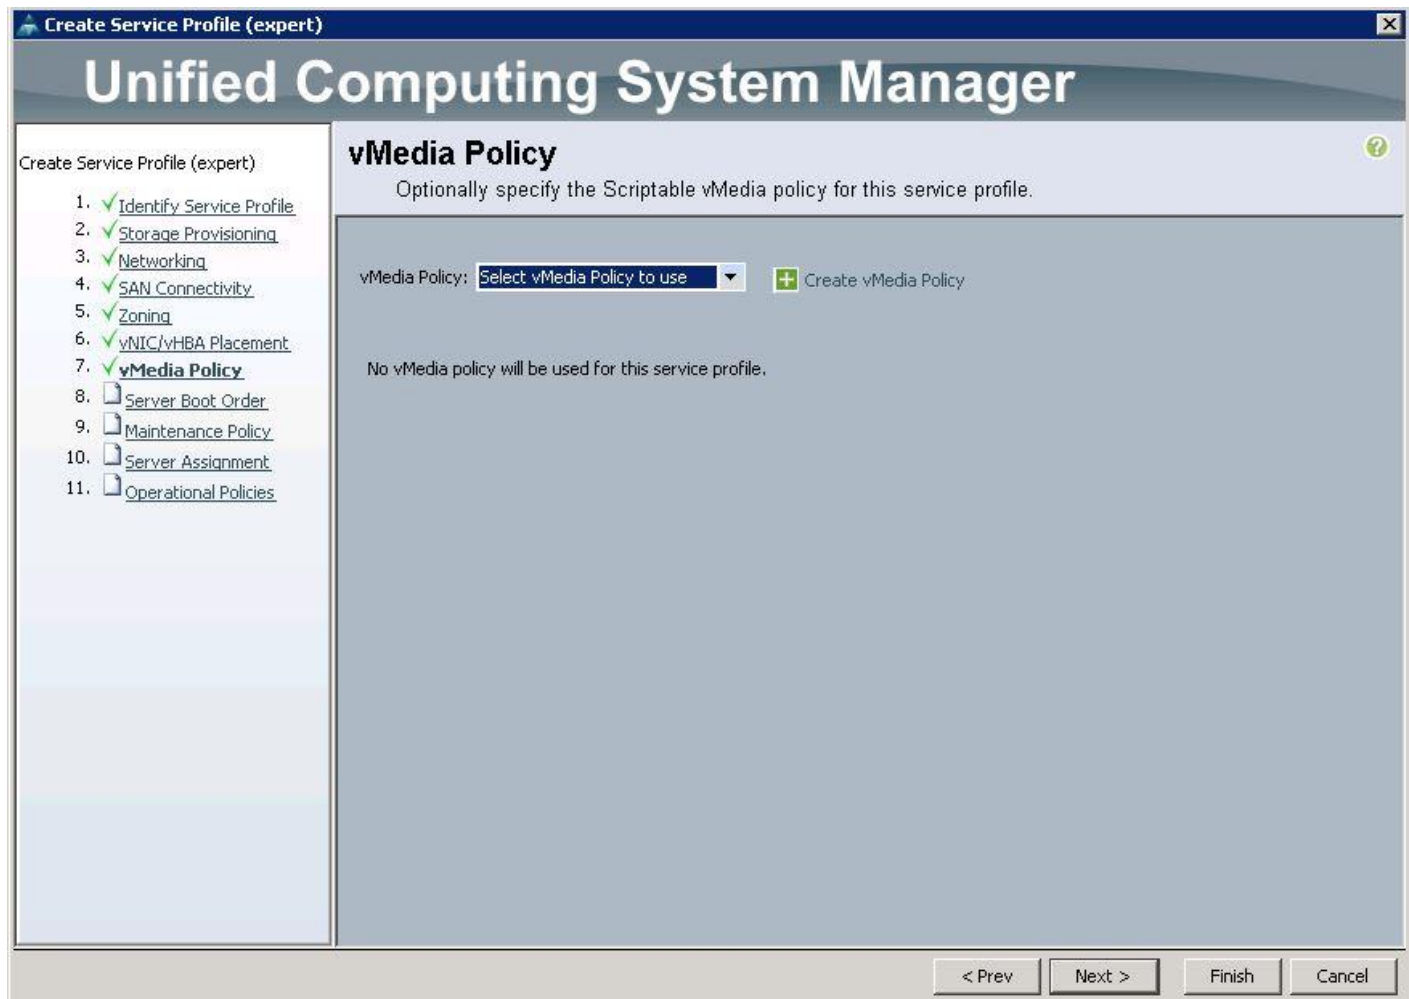 Create Service Profile (expert)
Unified Computing System Manager
Create Service Profile (expert)
1. Identify Service Profile
2. Storage Provisioning
3. Networking
4. SAN Connectivity
5. Zoning
6. vNIC/vHBA Placement
7. vMedia Policy
8. Server Boot Order
9. Maintenance Policy
10. Server Assignment
11. Operational Policies
vMedia Policy
Optionally specify the Scriptable vMedia policy for this service profile.
vMedia Policy: Select vMedia Policy to use Create vMedia Policy
No vMedia policy will be used for this service profile.
< Prev Next > Finish Cancel